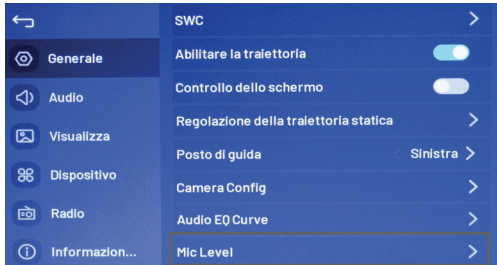 SWC
Generale
Abilitare la traiettoria
Controllo dello schermo
Audio
Regolazione della traiettoria statica
Visualizza
Posto di guida
Sinistra
Dispositivo
Camera Config
Radio
Audio EQ Curve
Informazion...
Mic Level